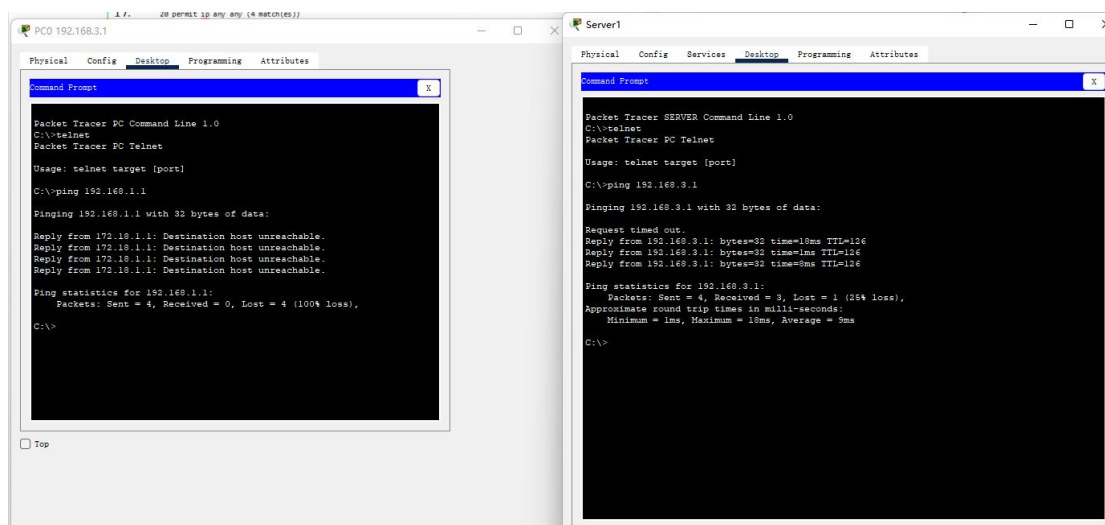 17. 20 permit ip any any (4 match(es))
PC0 192.168.3.1
Physical Config Desktop Programming Attributes
Command Prompt
X
Packet Tracer PC Command Line 1.0
C:\>telnet
Packet Tracer PC Telnet
Usage: telnet target [port]
C:\>ping 192.168.1.1
Pinging 192.168.1.1 with 32 bytes of data:
Reply from 172.18.1.1: Destination host unreachable.
Reply from 172.18.1.1: Destination host unreachable.
Reply from 172.18.1.1: Destination host unreachable.
Reply from 172.18.1.1: Destination host unreachable.
Ping statistics for 192.168.1.1:
Packets: Sent = 4, Received = 0, Lost = 4 (100% loss),
C:\>
Top
Server1
Physical Config Services Desktop Programming Attributes
Command Prompt
X
Packet Tracer SERVER Command Line 1.0
C:\>telnet
Packet Tracer PC Telnet
Usage: telnet target [port]
C:\>ping 192.168.3.1
Pinging 192.168.3.1 with 32 bytes of data:
Request timed out.
Reply from 192.168.3.1: bytes=32 time=18ms TTL=126
Reply from 192.168.3.1: bytes=32 time=1ms TTL=126
Reply from 192.168.3.1: bytes=32 time=8ms TTL=126
Ping statistics for 192.168.3.1:
Packets: Sent = 4, Received = 3, Lost = 1 (25% loss),
Approximate round trip times in milli-seconds:
Minimum = 1ms, Maximum = 18ms, Average = 9ms
C:\>